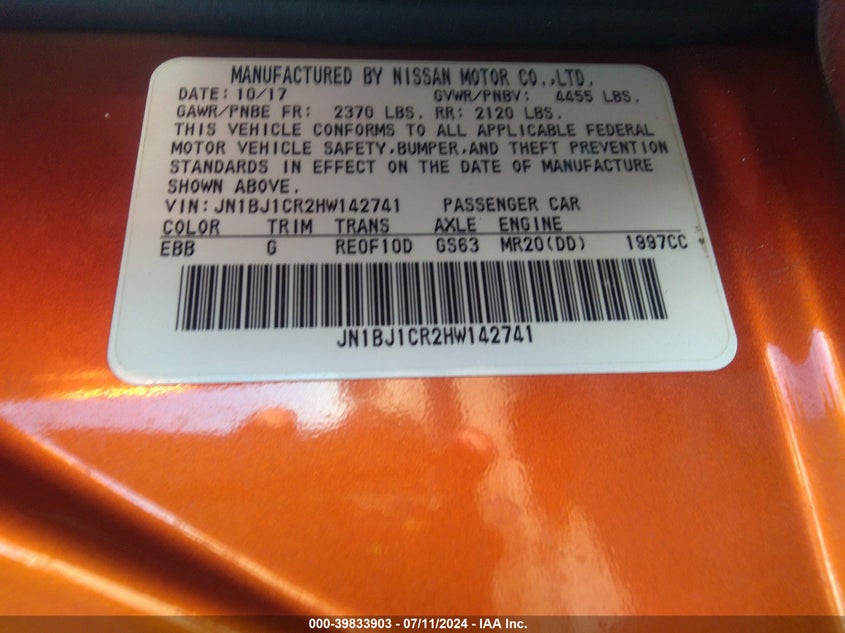 MANUFACTURED BY NISSAN MOTOR CO.,LTD.
DATE: 10/17 GVWR/PNBV: 4455 LBS.
GAWR/PNBE FR: 2370 LBS. RR: 2120 LBS.
THIS VEHICLE CONFORMS TO ALL APPLICABLE FEDERAL
MOTOR VEHICLE SAFETY,BUMPER,AND THEFT PREVENTION
STANDARDS IN EFFECT ON THE DATE OF MANUFACTURE
SHOWN ABOVE.
VIN: JN1BJ1CR2HW142741 PASSENGER CAR
COLOR TRIM TRANS AXLE ENGINE
EBB G RE0F10D GS63 MR20(DD) 1997CC
JN1BJ1CR2HW142741
000-39833903 - 07/11/2024 - IAA Inc.